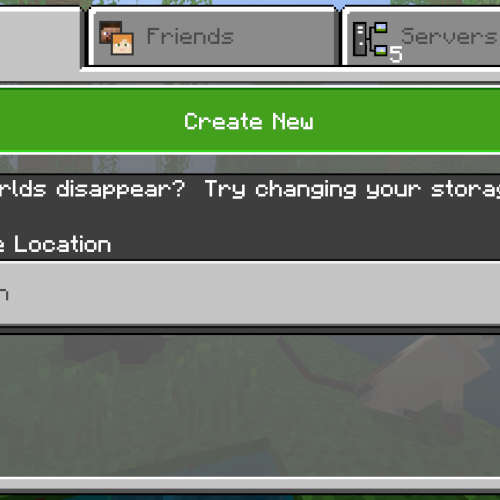 Friends
Servers
5
Create New
rlds disappear? Try changing your storag
e Location
n